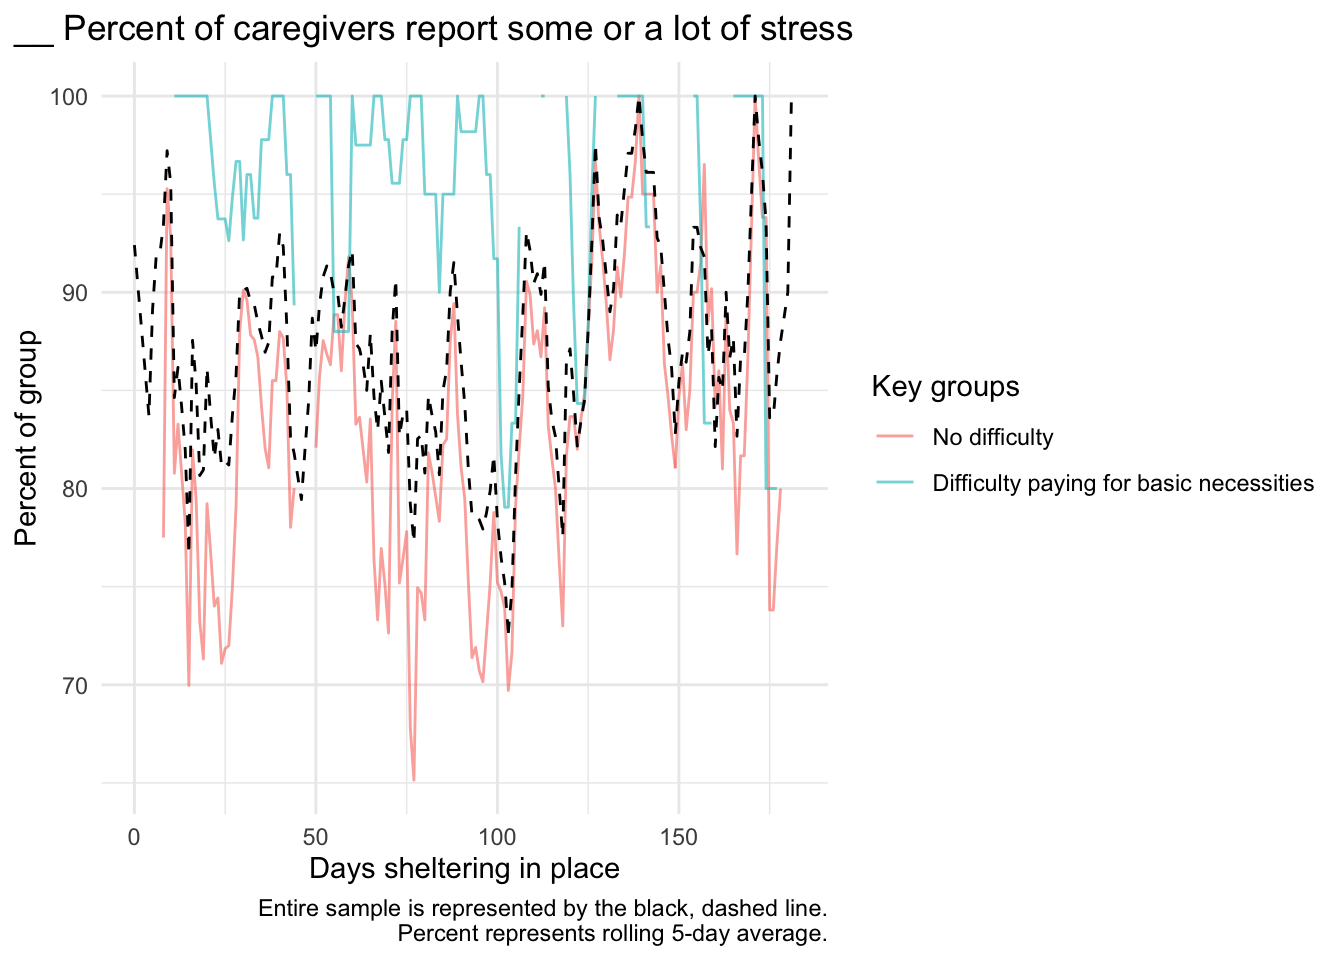 __ Percent of caregivers report some or a lot of stress
100
90
80
70
Percent of group
0 50 100 150
Days sheltering in place
Key groups
No difficulty
Difficulty paying for basic necessities
Entire sample is represented by the black, dashed line.
Percent represents rolling 5-day average.